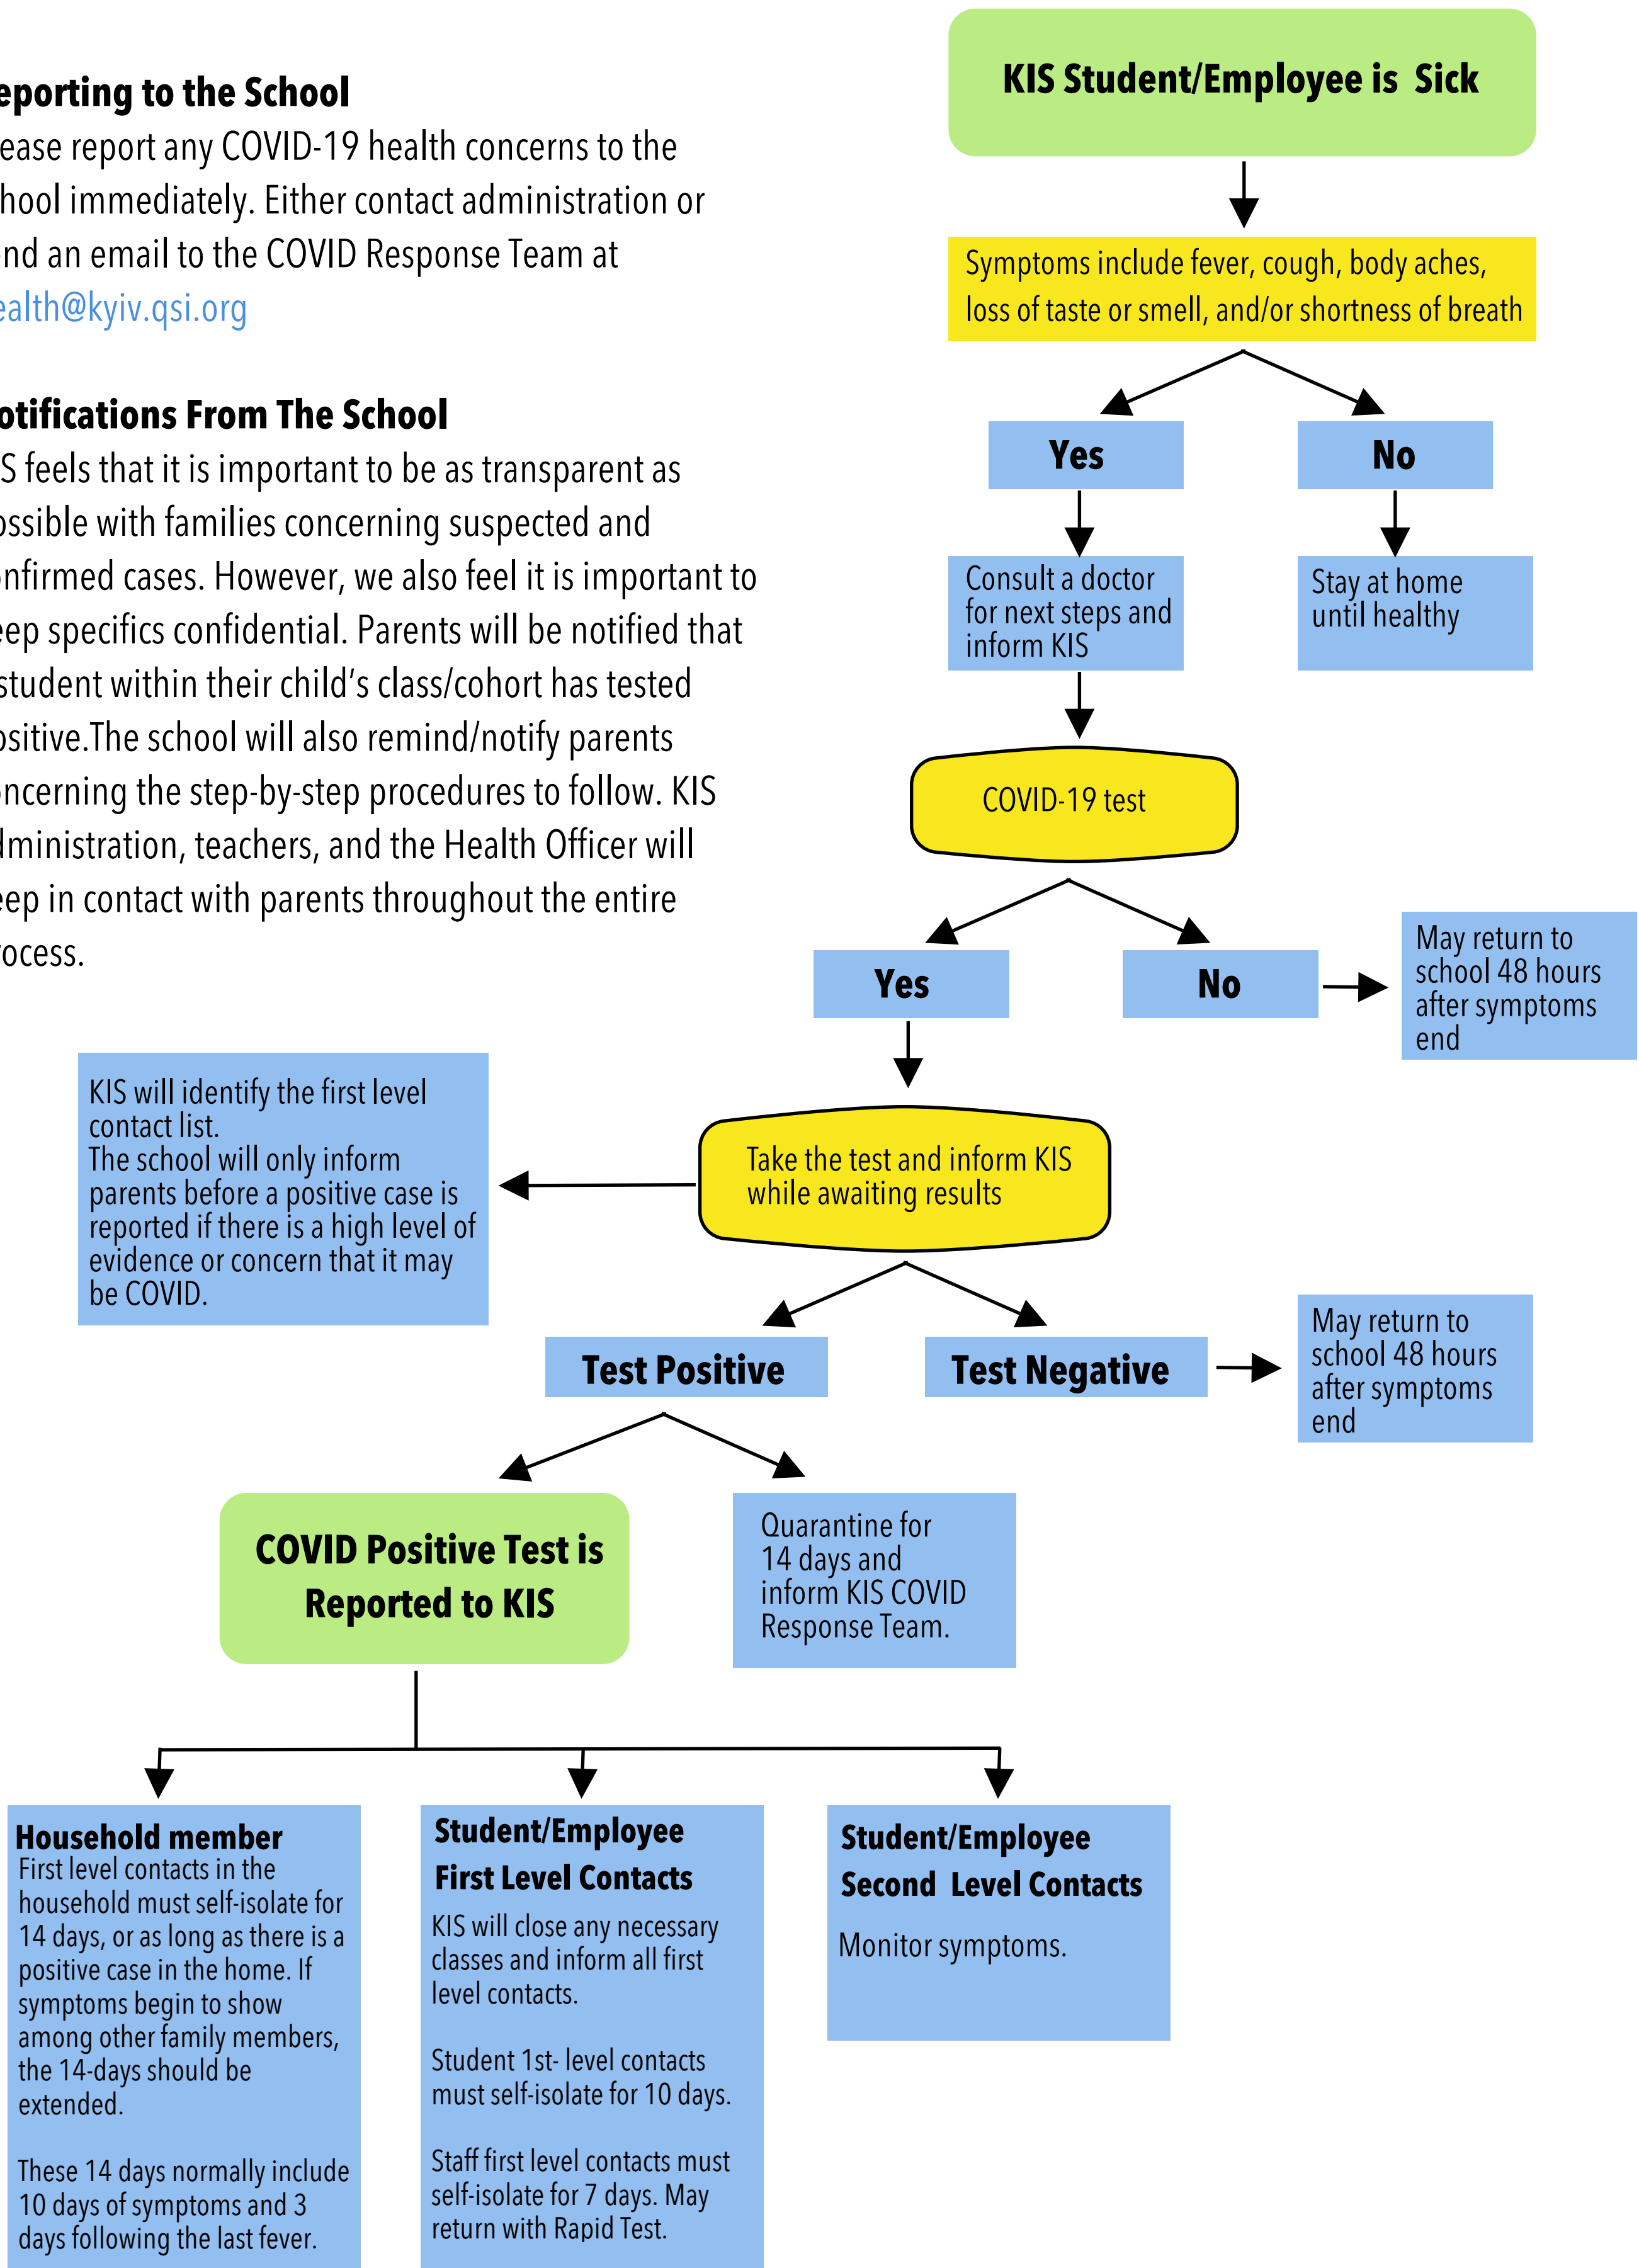 eporting to the School
ease report any COVID-19 health concerns to the
hool immediately. Either contact administration or
nd an email to the COVID Response Team at
ealth@kyiv.qsi.org
otifications From The School
S feels that it is important to be as transparent as
ossible with families concerning suspected and
onfirmed cases. However, we also feel it is important to
eep specifics confidential. Parents will be notified that
student within their child's class/cohort has tested
ositive.The school will also remind/notify parents
oncerning the step-by-step procedures to follow. KIS
dministration, teachers, and the Health Officer will
eep in contact with parents throughout the entire
rocess.
KIS Student/Employee is Sick
Symptoms include fever, cough, body aches,
loss of taste or smell, and/or shortness of breath
Yes
No
Consult a doctor
for next steps and
inform KIS
Stay at home
until healthy
COVID-19 test
Yes
No
May return to
school 48 hours
after symptoms
end
Take the test and inform KIS
while awaiting results
KIS will identify the first level
contact list.
The school will only inform
parents before a positive case is
reported if there is a high level of
evidence or concern that it may
be COVID.
Test Positive
Test Negative
May return to
school 48 hours
after symptoms
end
COVID Positive Test is
Reported to KIS
Quarantine for
14 days and
inform KIS COVID
Response Team.
Household member
First level contacts in the
household must self-isolate for
14 days, or as long as there is a
positive case in the home. If
symptoms begin to show
among other family members,
the 14-days should be
extended.
These 14 days normally include
10 days of symptoms and 3
days following the last fever.
Student/Employee
First Level Contacts
KIS will close any necessary
classes and inform all first
level contacts.
Student 1st- level contacts
must self-isolate for 10 days.
Staff first level contacts must
self-isolate for 7 days. May
return with Rapid Test.
Student/Employee
Second Level Contacts
Monitor symptoms.